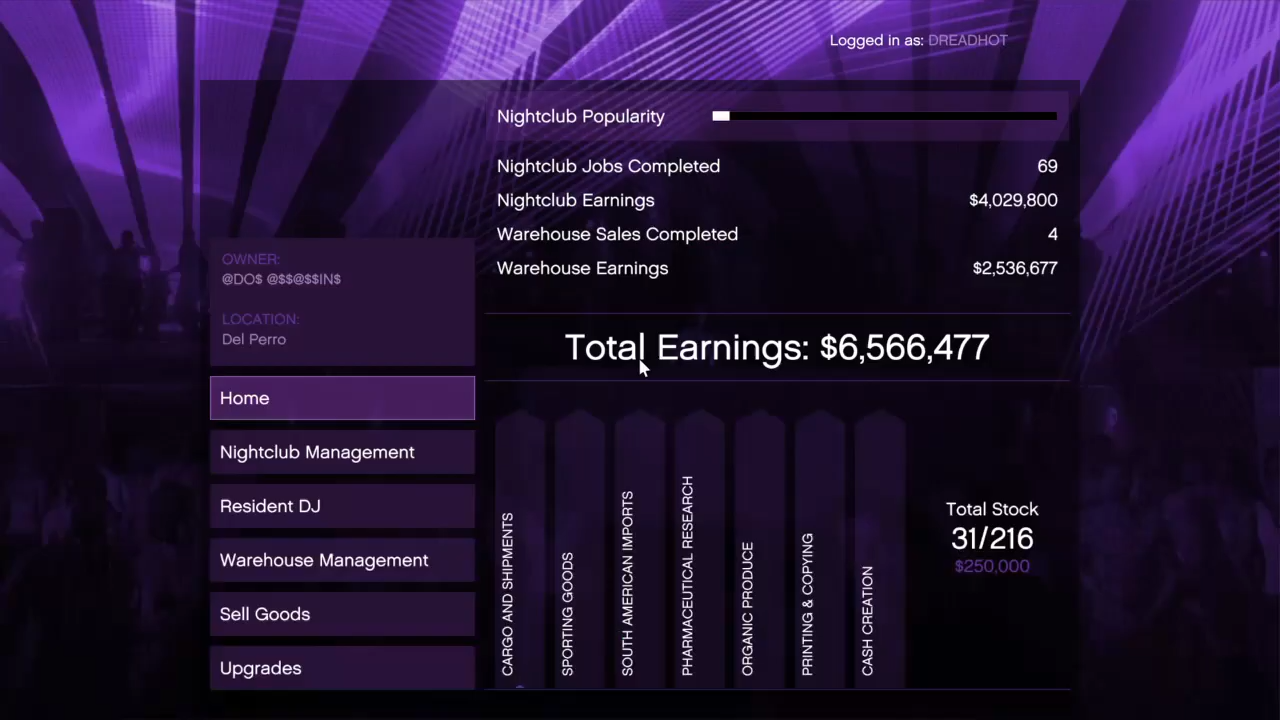 Logged in as: DREADHOT
Nightclub Popularity
Nightclub Jobs Completed 69
Nightclub Earnings $4,029,800
Warehouse Sales Completed 4
Warehouse Earnings $2,536,677
OWNER:
@DO$ @$$@$$IN$
LOCATION:
Del Perro
Total Earnings: $6,566,477
Home
Nightclub Management
Resident DJ
Warehouse Management
Sell Goods
Upgrades
CARGO AND SHIPMENTS
SPORTING GOODS
SOUTH AMERICAN IMPORTS
PHARMACEUTICAL RESEARCH
ORGANIC PRODUCE
PRINTING & COPYING
CASH CREATION
Total Stock
31/216
$250,000